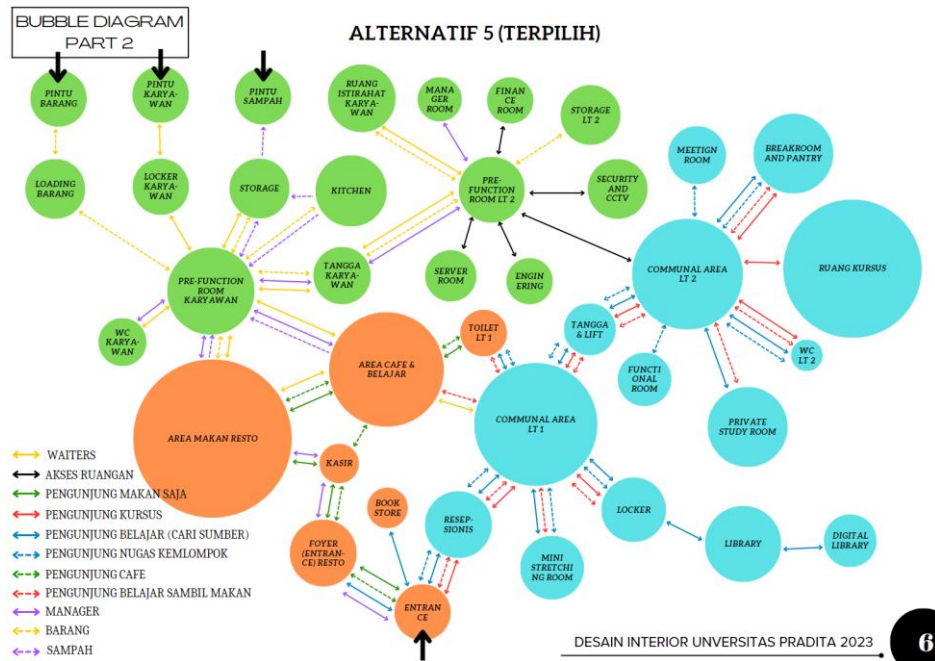 BUBBLE DIAGRAM
PART 2
ALTERNATIF 5 (TERPILIH)
PINTU
BARANG
PINTU
KARYA-
WAN
PINTU
SAMPAH
RUANG
ISTIRAHAT
KARYA-
WAN
MANA
GER
ROOM
FINAN
CE ROOM
STORAGE
LT 2
MEETIGN
ROOM
BREAKROOM
AND PANTRY
LOADING
BARANG
LOCKER
KARYA-
WAN
STORAGE
KITCHEN
PRE-
FUNCTION
ROOM LT 2
SECURITY
AND
CCTV
PRE-FUNCTION
ROOM
KARYAWAN
TANGGA
KARYA-
WAN
SERVER
ROOM
ENGIN
ERING
COMMUNAL AREA
LT 2
RUANG KURSUS
WC
KARYA-
WAN
AREA CAFE &
BELAJAR
TOILET
LT 1
TANGGA
& LIFT
FUNCTI
ONAL
ROOM
WC
LT 2
PRIVATE
STUDY ROOM
AREA MAKAN RESTO
COMMUNAL AREA
LT 1
KASIR
BOOK
STORE
RESEP-
SIONIS
LOCKER
FOYER
(ENTRAN-
CE) RESTO
MINI
STRETCHI
NG ROOM
LIBRARY
DIGITAL
LIBRARY
ENTRAN
CE
WAITERS
AKSES RUANGAN
PENGUNJUNG MAKAN SAJA
PENGUNJUNG KURSUS
PENGUNJUNG BELAJAR (CARI SUMBER)
PENGUNJUNG NUGAS KEMLOMPOK
PENGUNJUNG CAFE
PENGUNJUNG BELAJAR SAMBIL MAKAN
MANAGER
BARANG
SAMPAH
DESAIN INTERIOR UNVERSITAS PRADITA 2023
6